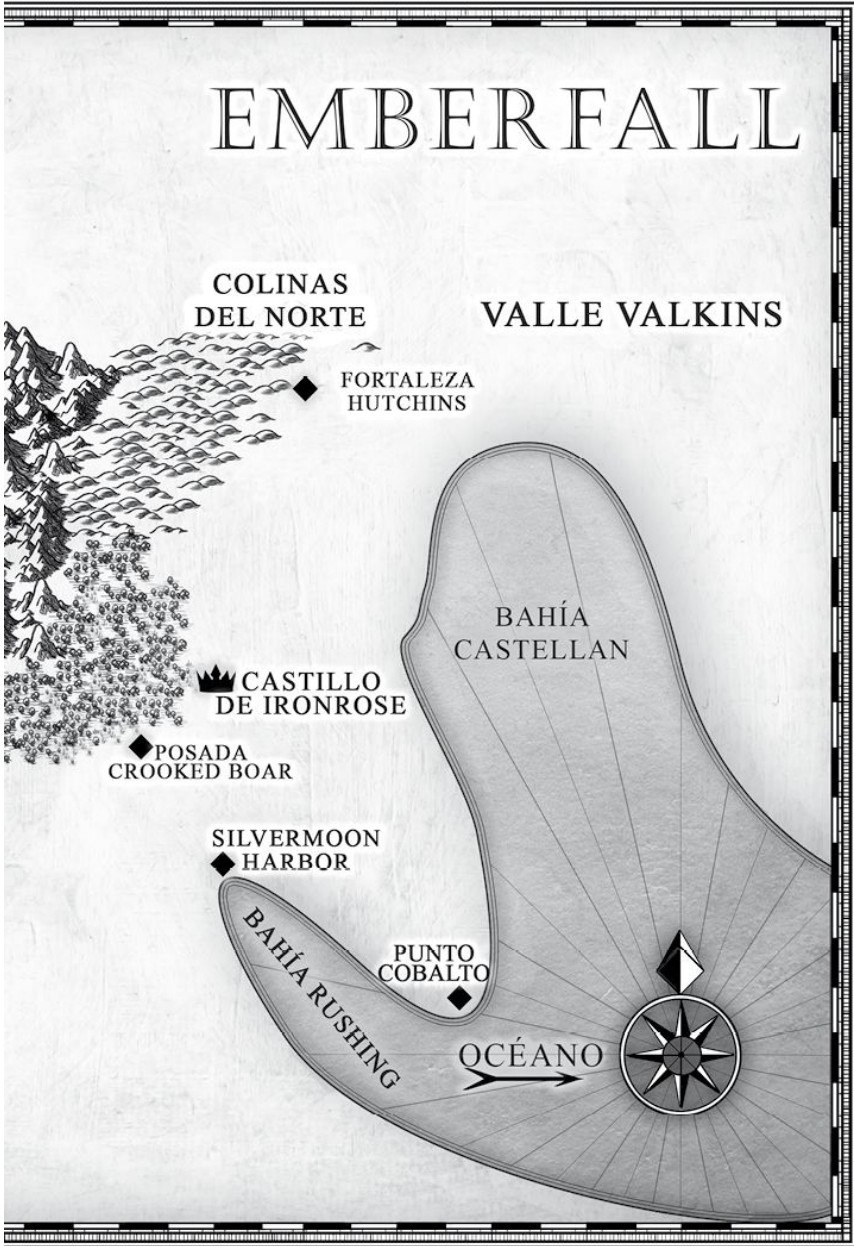 EMBERFALL
COLINAS
DEL NORTE
VALLE VALKINS
FORTALEZA
HUTCHINS
BAHÍA
CASTELLAN
CASTILLO
DE IRONROSE
POSADA
CROOKED BOAR
SILVERMOON
HARBOR
BAHÍA RUSHING
PUNTO
COBALTO
OCÉANO